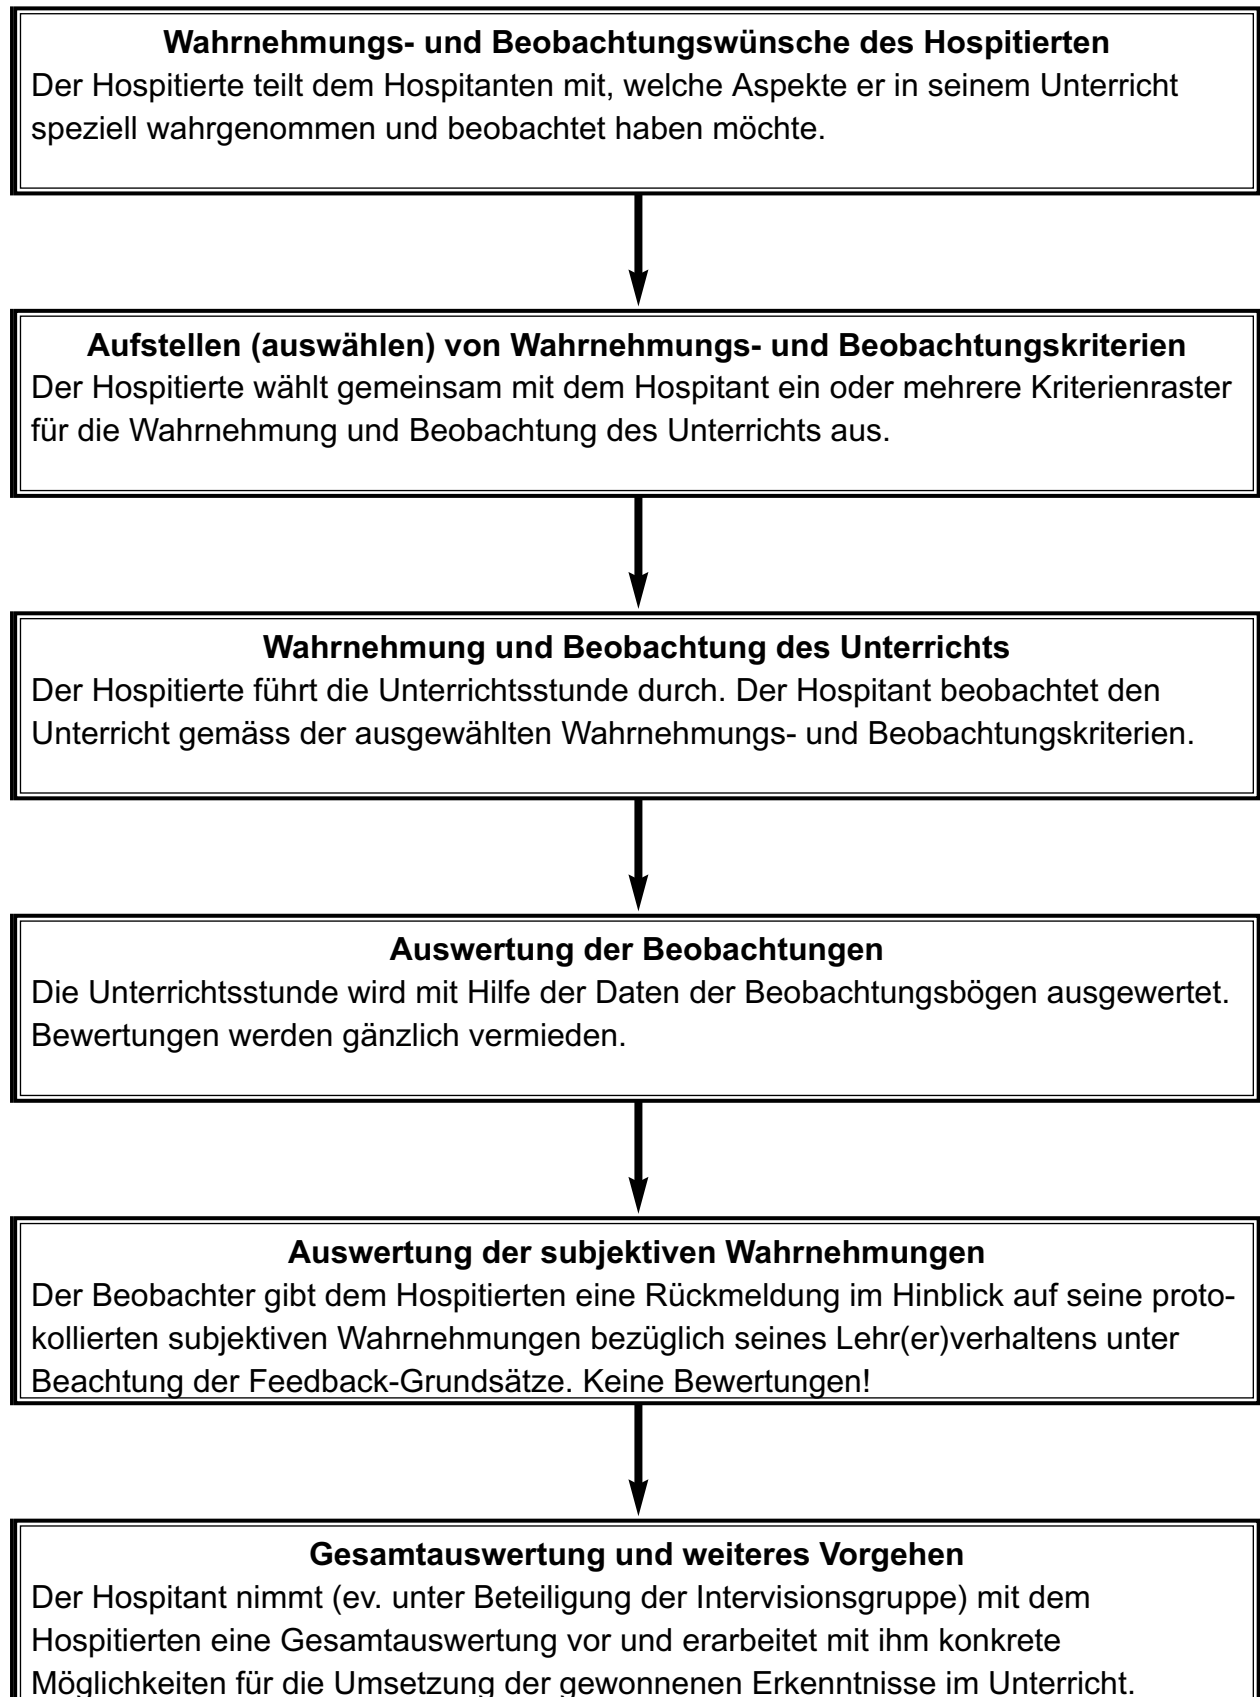 Wahrnehmungs- und Beobachtungswünsche des Hospitierten
Der Hospitierte teilt dem Hospitanten mit, welche Aspekte er in seinem Unterricht
speziell wahrgenommen und beobachtet haben möchte.
Aufstellen (auswählen) von Wahrnehmungs- und Beobachtungskriterien
Der Hospitierte wählt gemeinsam mit dem Hospitant ein oder mehrere Kriterienraster
für die Wahrnehmung und Beobachtung des Unterrichts aus.
Wahrnehmung und Beobachtung des Unterrichts
Der Hospitierte führt die Unterrichtsstunde durch. Der Hospitant beobachtet den
Unterricht gemäss der ausgewählten Wahrnehmungs- und Beobachtungskriterien.
Auswertung der Beobachtungen
Die Unterrichtsstunde wird mit Hilfe der Daten der Beobachtungsbögen ausgewertet.
Bewertungen werden gänzlich vermieden.
Auswertung der subjektiven Wahrnehmungen
Der Beobachter gibt dem Hospitierten eine Rückmeldung im Hinblick auf seine proto-
kollierten subjektiven Wahrnehmungen bezüglich seines Lehr(er)verhaltens unter
Beachtung der Feedback-Grundsätze. Keine Bewertungen!
Gesamtauswertung und weiteres Vorgehen
Der Hospitant nimmt (ev. unter Beteiligung der Intervisionsgruppe) mit dem
Hospitierten eine Gesamtauswertung vor und erarbeitet mit ihm konkrete
Möglichkeiten für die Umsetzung der gewonnenen Erkenntnisse im Unterricht.